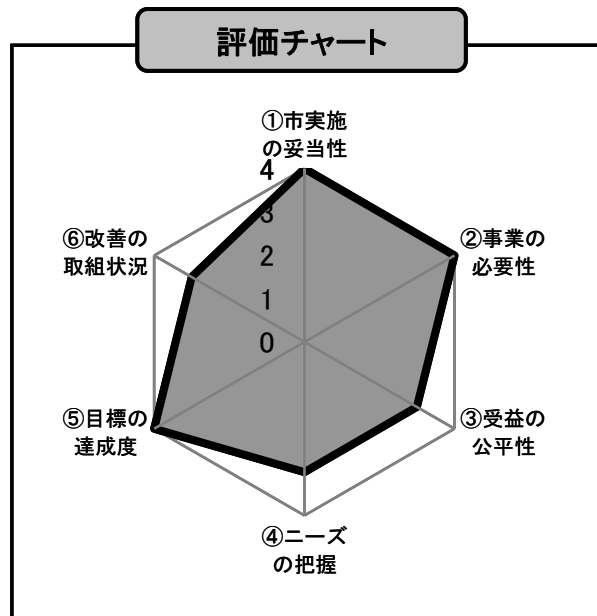 評価チャート
①市実施
の妥当性
4
3
2
1
0
②事業の
必要性
③受益の
公平性
④ニーズ
の把握
⑤目標の
達成度
⑥改善の
取組状況